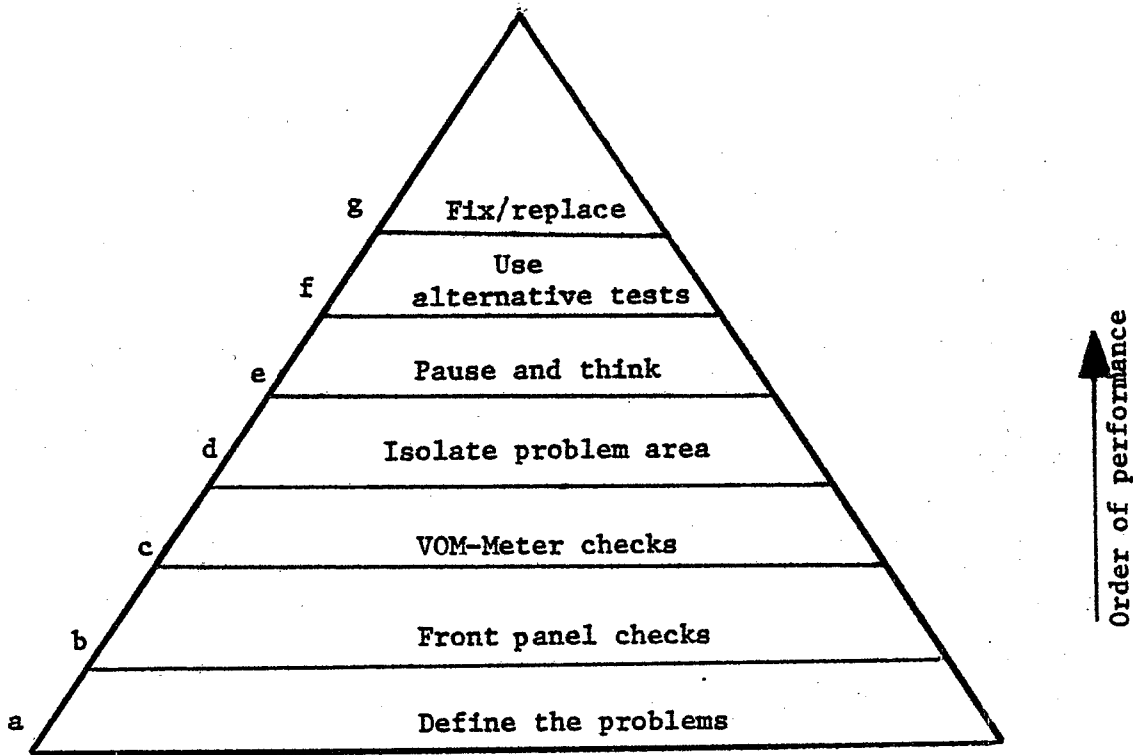 g
Fix/replace
f
Use
alternative tests
e
Pause and think
d
Isolate problem area
c
VOM-Meter checks
b
Front panel checks
a
Define the problems
Order of performance